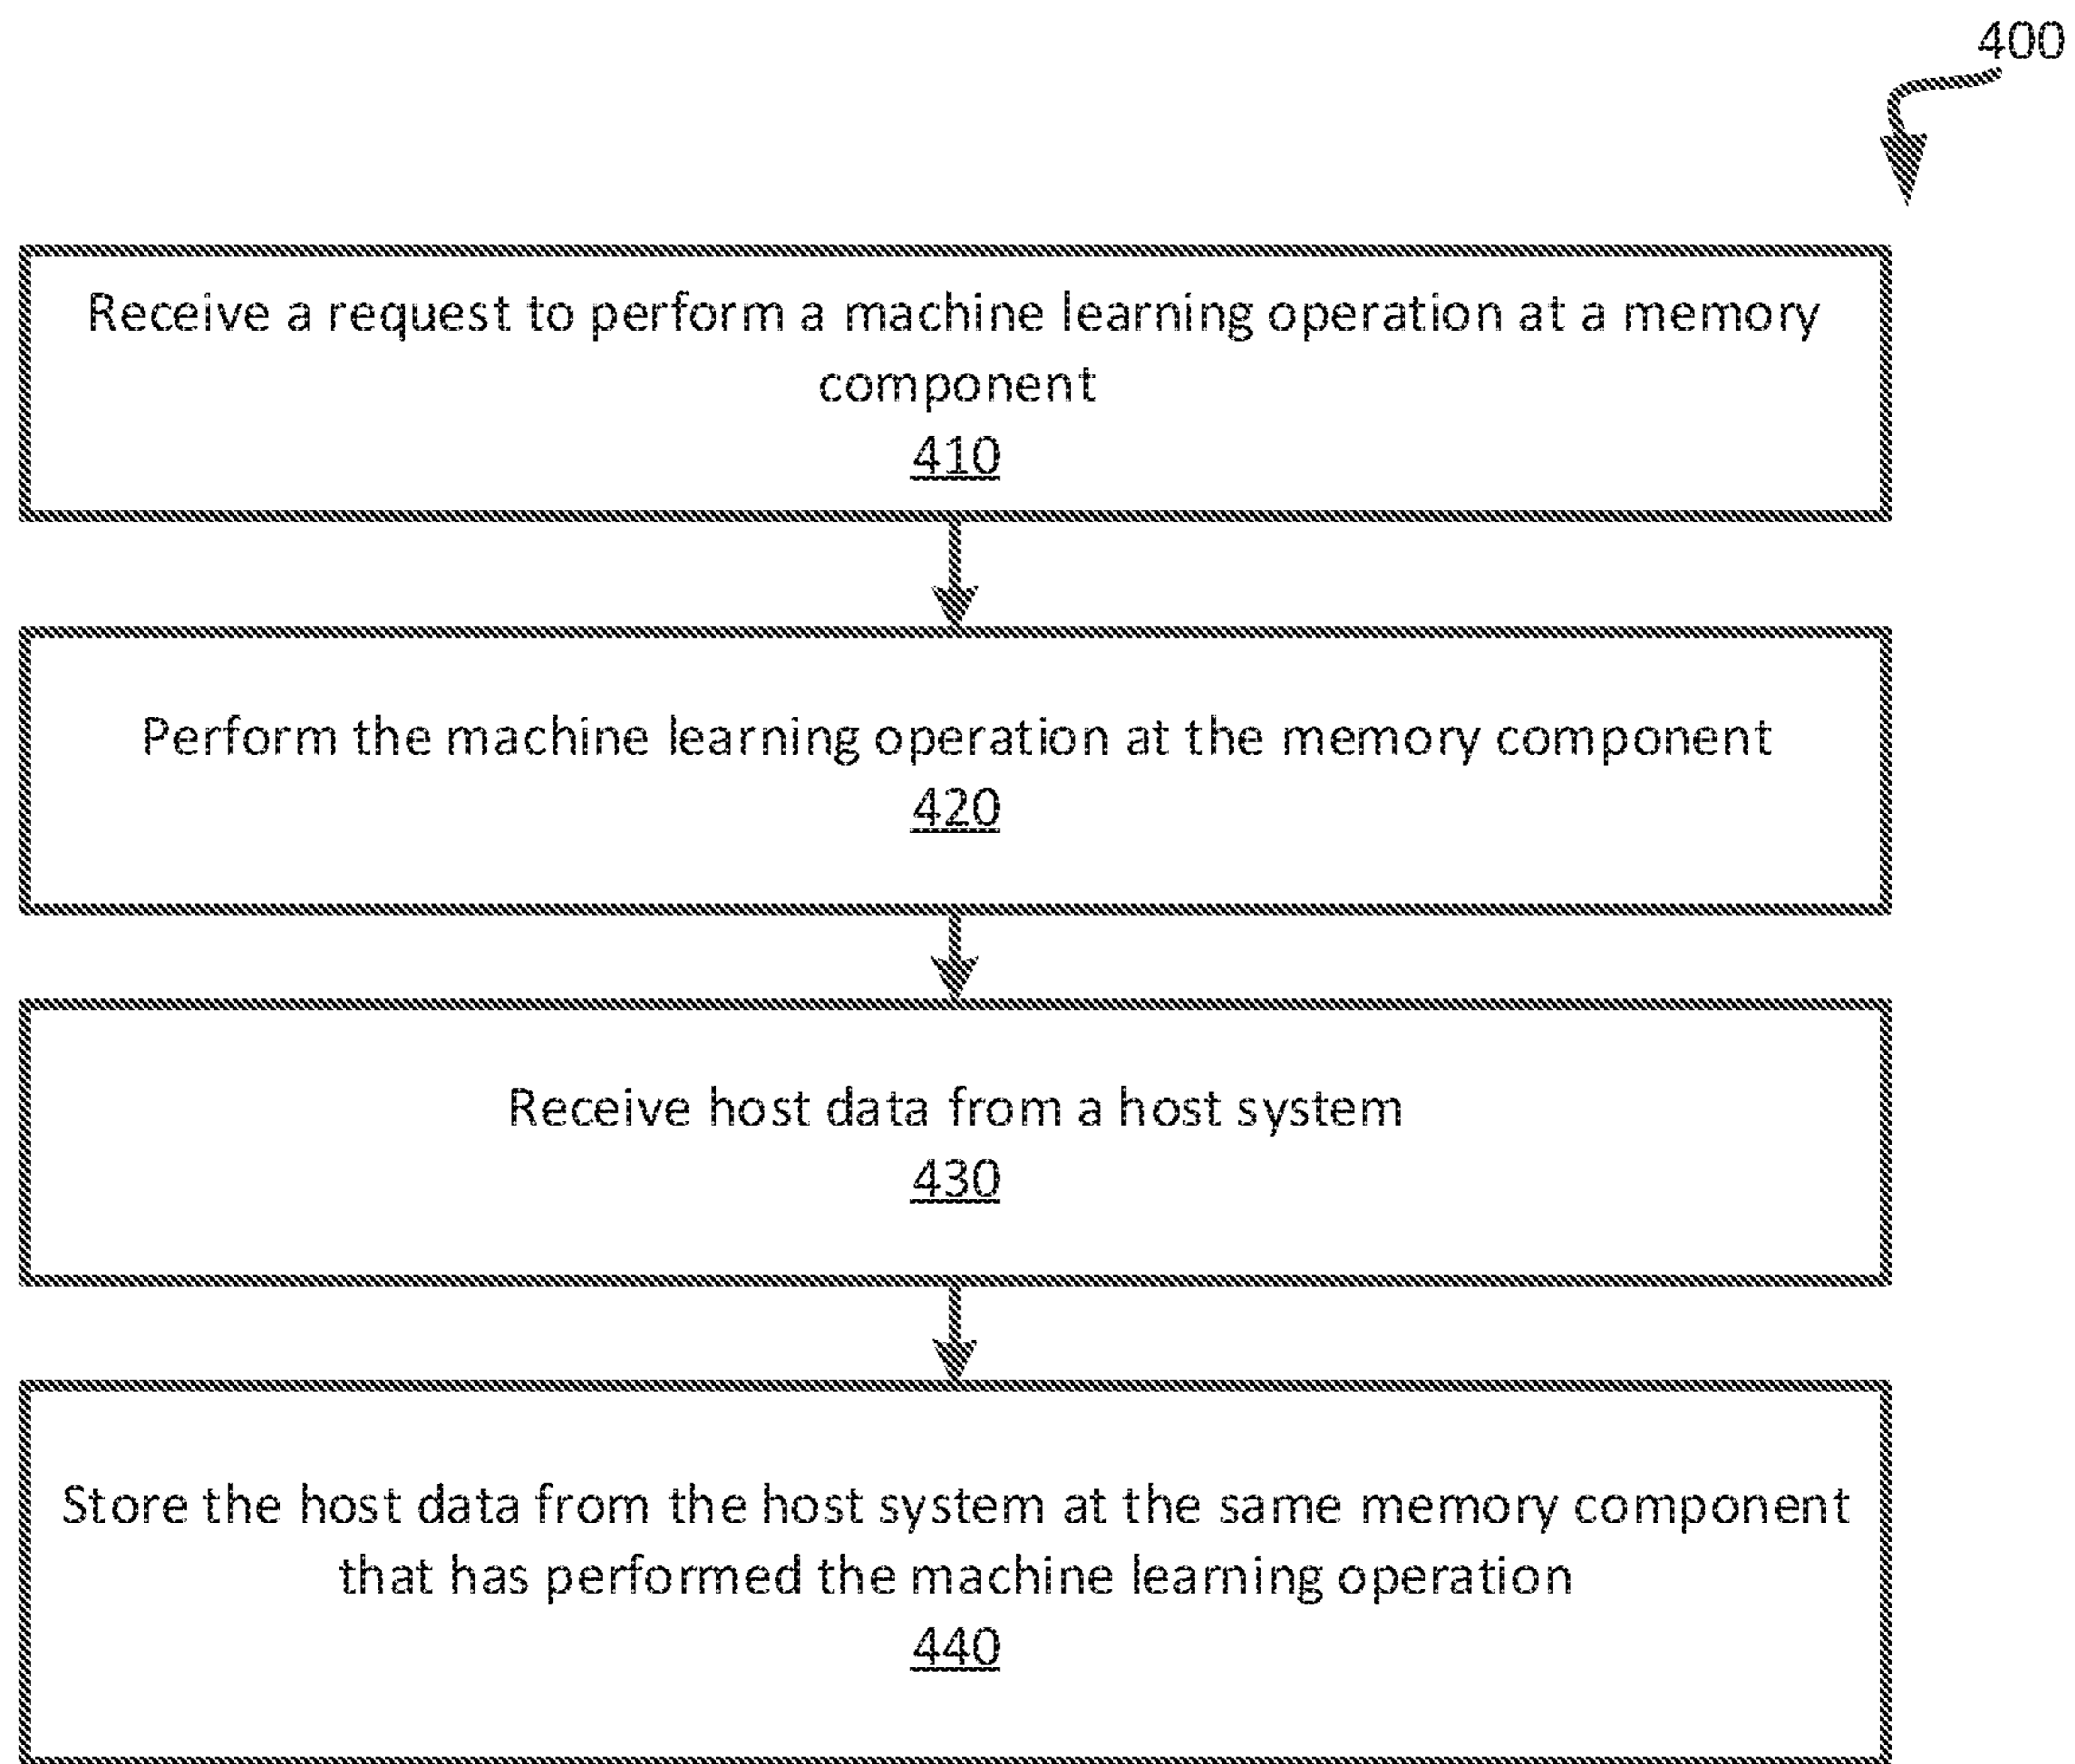 400
Receive a request to perform a machine learning operation at a memory
component
410
Perform the machine learning operation at the memory component
420
Receive host data from a host system
430
Store the host data from the host system at the same memory component
that has performed the machine learning operation
440